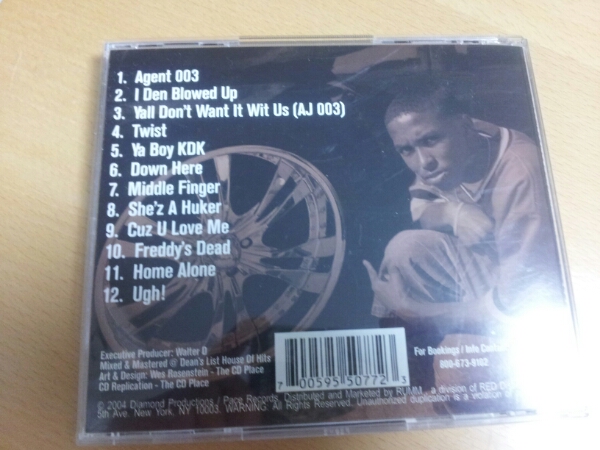 1. Agent 003
2. I Den Blowed Up
3. Yall Don't Want It Wit Us (AJ 003)
4. Twist
5. Ya Boy KDK
6. Down Here
7. Middle Finger
8. She'z A Huker
9. Cuz U Love Me
10. Freddy's Dead
11. Home Alone
12. Ugh!
Executive Producer: Walter D
Mixed & Mastered @ Dean's List House Of Hits
Art & Design: Wes Rosenstein - The CD Place
CD Replication - The CD Place
For Bookings / Info Contact
7 00595 50772 3
© 2004 Diamond Productions / Pace Records. Distributed and Marketed by RUMM, a division of RED
5th Ave. New York, NY 10003. WARNING. All Rights Reserved. Unauthorized duplication is a violation